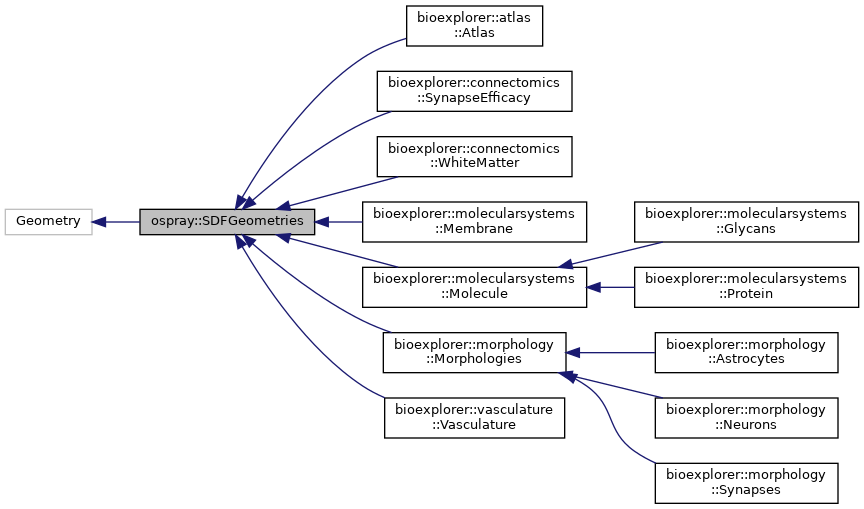 Geometry
ospray::SDFGeometries
bioexplorer::atlas
::Atlas
bioexplorer::connectomics
::SynapseEfficacy
bioexplorer::connectomics
::WhiteMatter
bioexplorer::molecularsystems
::Membrane
bioexplorer::molecularsystems
::Molecule
bioexplorer::morphology
::Morphologies
bioexplorer::vasculature
::Vasculature
bioexplorer::molecularsystems
::Glycans
bioexplorer::molecularsystems
::Protein
bioexplorer::morphology
::Astrocytes
bioexplorer::morphology
::Neurons
bioexplorer::morphology
::Synapses